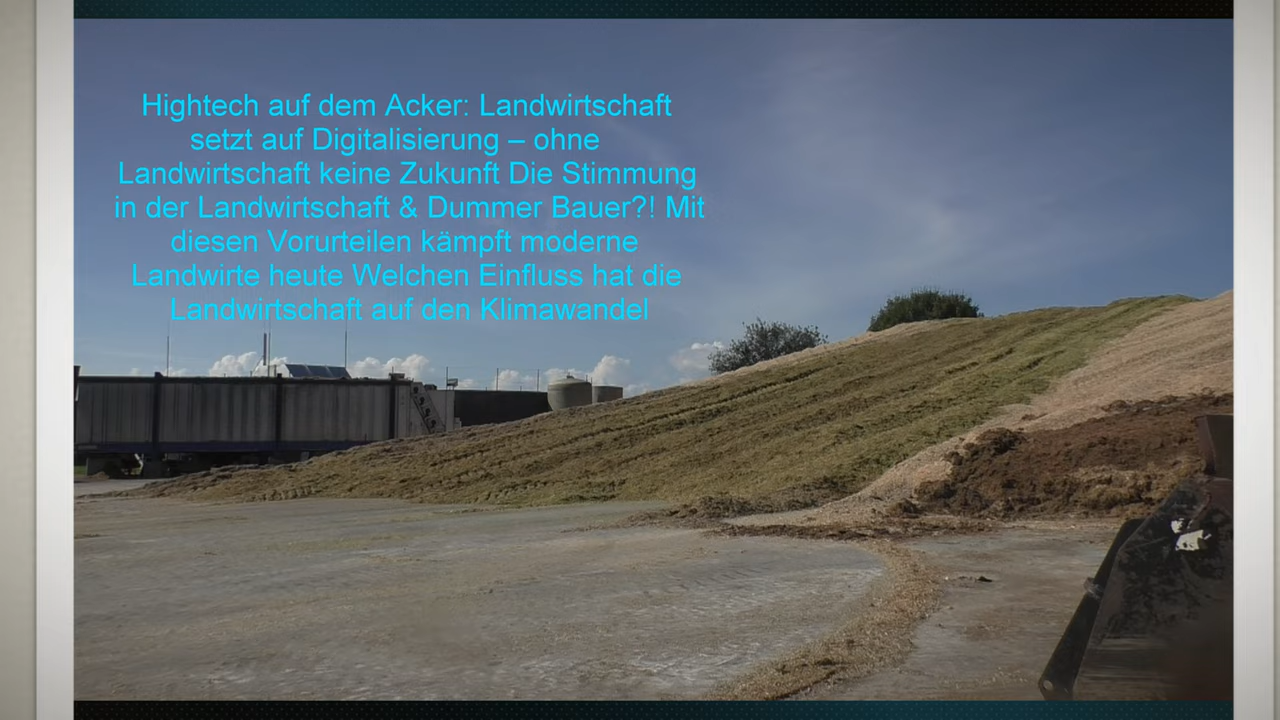 Hightech auf dem Acker: Landwirtschaft
setzt auf Digitalisierung – ohne
Landwirtschaft keine Zukunft Die Stimmung
in der Landwirtschaft & Dummer Bauer?! Mit
diesen Vorurteilen kämpft moderne
Landwirte heute Welchen Einfluss hat die
Landwirtschaft auf den Klimawandel